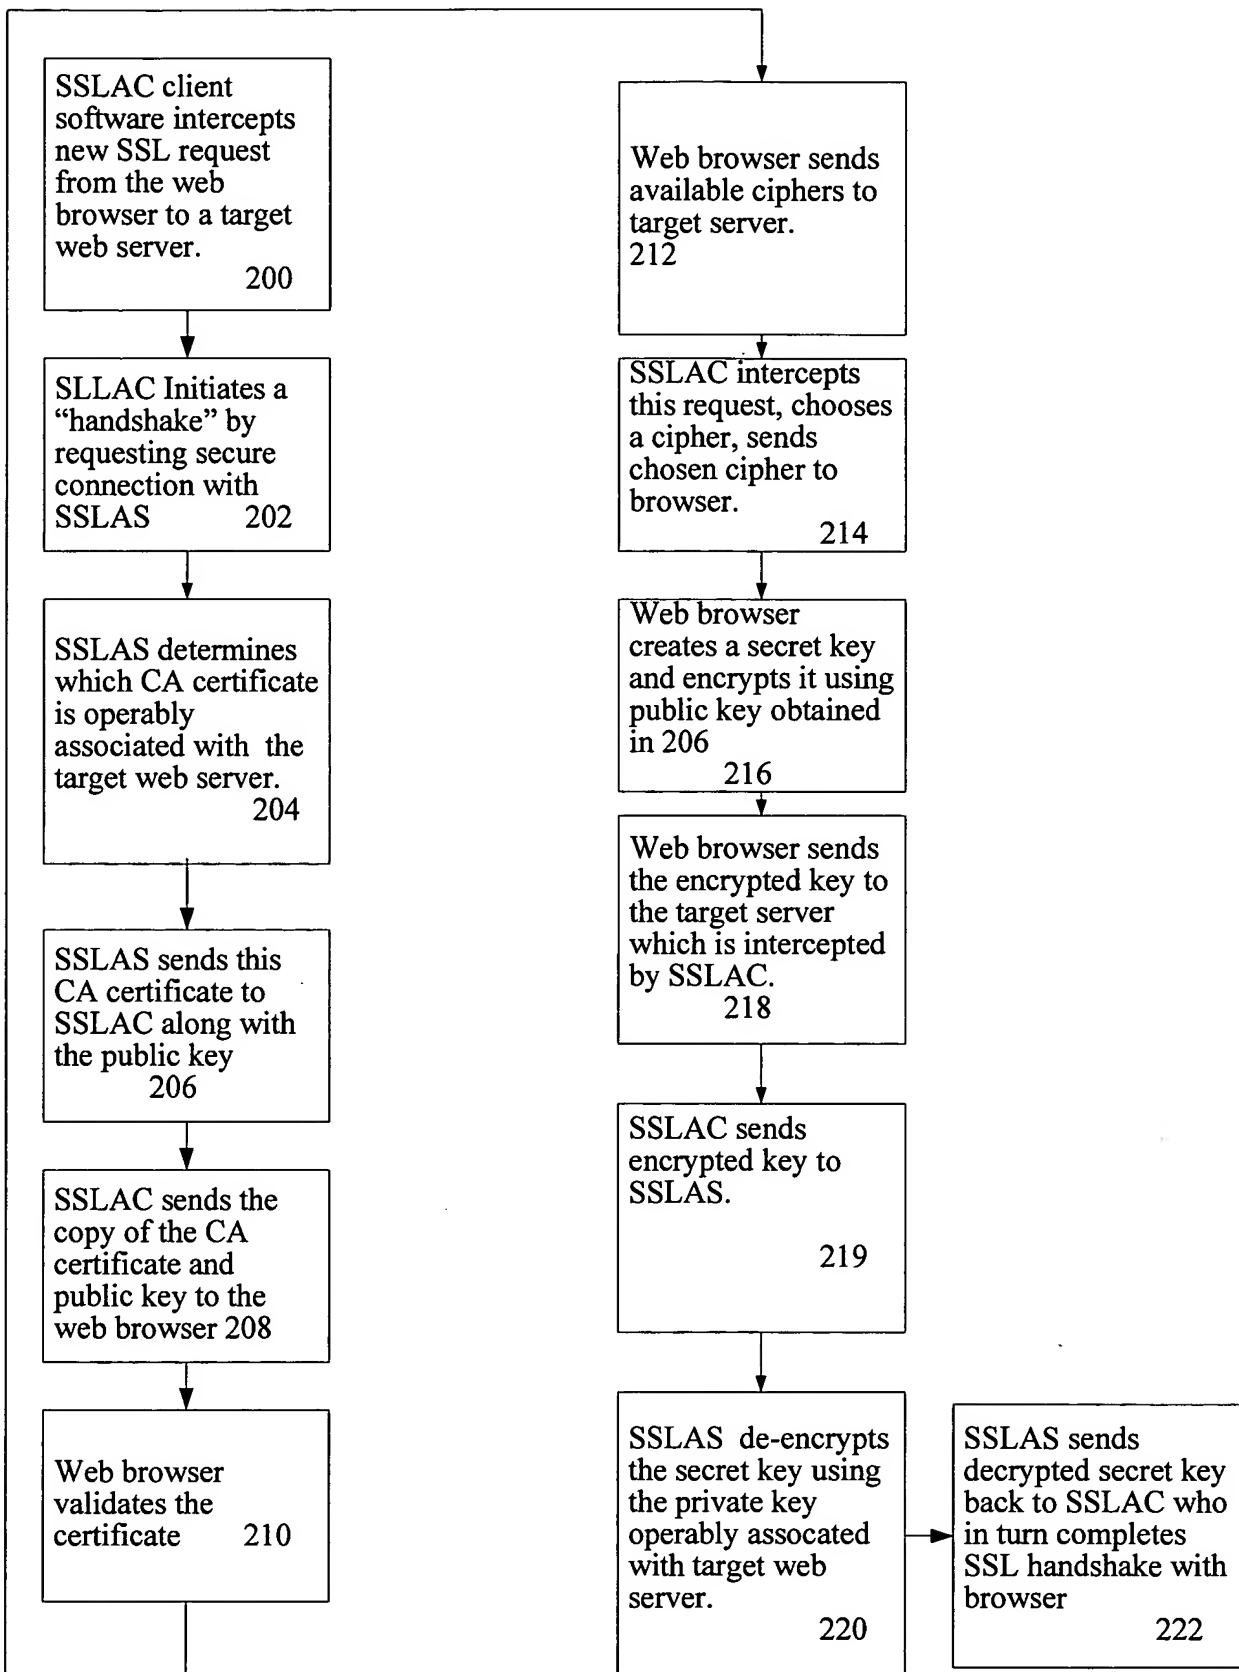 SSLAC client
software intercepts
new SSL request
from the web
browser to a target
web server.
200
SLLAC Initiates a
“handshake” by
requesting secure
connection with
SSLAS 202
SSLAS determines
which CA certificate
is operably
associated with the
target web server.
204
SSLAS sends this
CA certificate to
SSLAC along with
the public key
206
SSLAC sends the
copy of the CA
certificate and
public key to the
web browser 208
Web browser
validates the
certificate 210
Web browser sends
available ciphers to
target server.
212
SSLAC intercepts
this request, chooses
a cipher, sends
chosen cipher to
browser.
214
Web browser
creates a secret key
and encrypts it using
public key obtained
in 206
216
Web browser sends
the encrypted key to
the target server
which is intercepted
by SSLAC.
218
SSLAC sends
encrypted key to
SSLAS.
219
SSLAS de-encrypts
the secret key using
the private key
operably assocated
with target web
server.
220
SSLAS sends
decrypted secret key
back to SSLAC who
in turn completes
SSL handshake with
browser
222